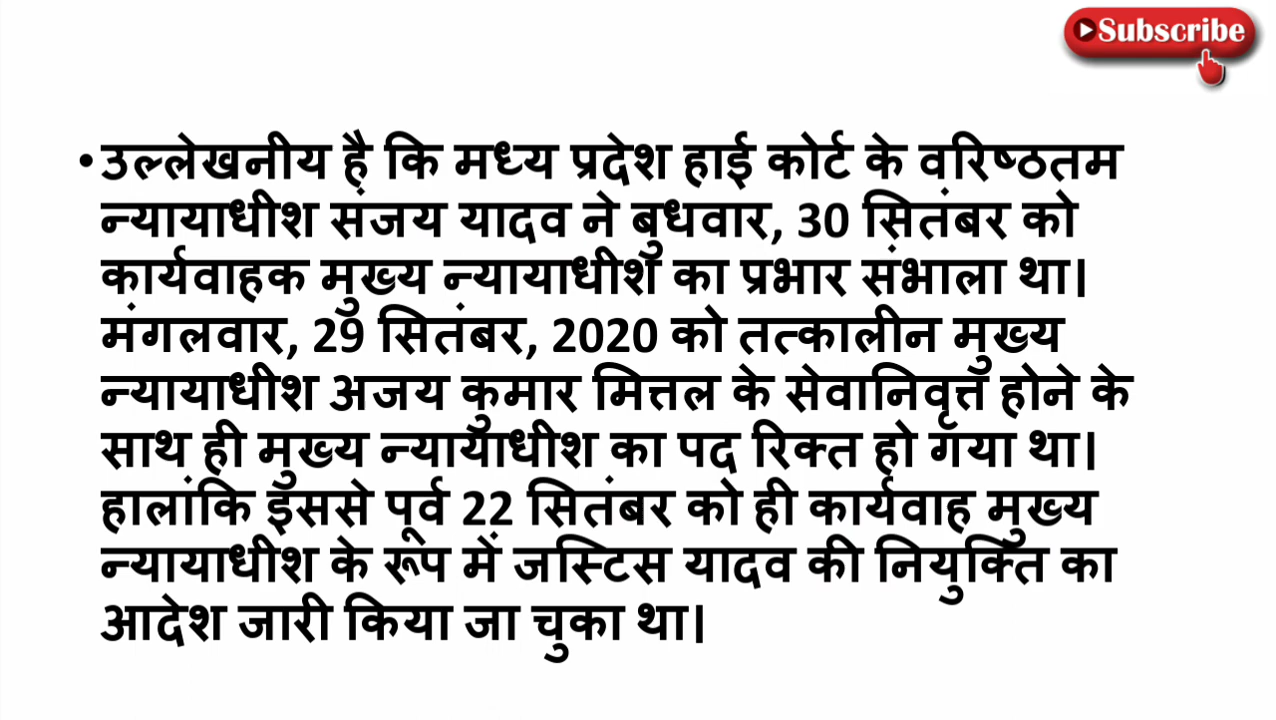 Subscribe
•उल्लेखनीय है कि मध्य प्रदेश हाई कोर्ट के वरिष्ठतम
न्यायाधीश संजय यादव ने बुधवार, 30 सितंबर को
कार्यवाहक मुख्य न्यायाधीश का प्रभार संभाला था।
मंगलवार, 29 सितंबर, 2020 को तत्कालीन मुख्य
न्यायाधीश अजय कुमार मित्तल के सेवानिवृत्त होने के
साथ ही मुख्य न्यायाधीश का पद रिक्त हो गया था।
हालांकि इससे पूर्व 22 सितंबर को ही कार्यवाह मुख्य
न्यायाधीश के रूप में जस्टिस यादव की नियुक्ति का
आदेश जारी किया जा चुका था।